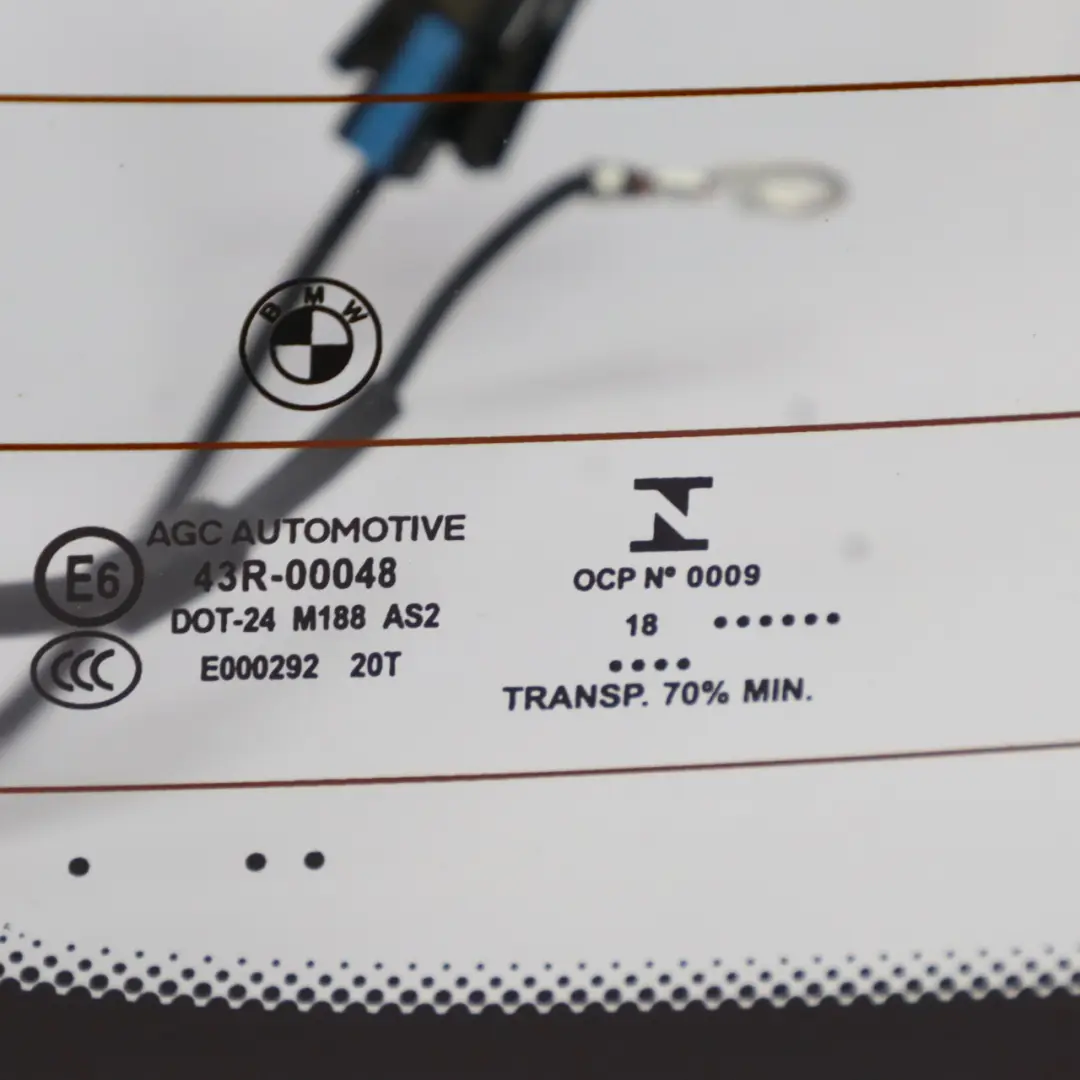 BMW
AGC AUTOMOTIVE
E6 43R-00048
DOT-24 M188 AS2
CCC E000292 20T
N
OCP Nº 0009
18 ••••••
••••
TRANSP. 70% MIN.